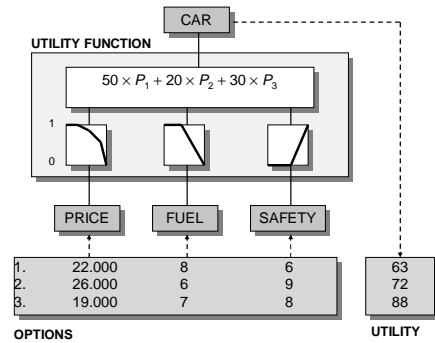 CAR
UTILITY FUNCTION
50 × P₁ + 20 × P₂ + 30 × P₃
1
0
PRICE FUEL SAFETY
1. 22.000 8 6 63
2. 26.000 6 9 72
3. 19.000 7 8 88
OPTIONS UTILITY